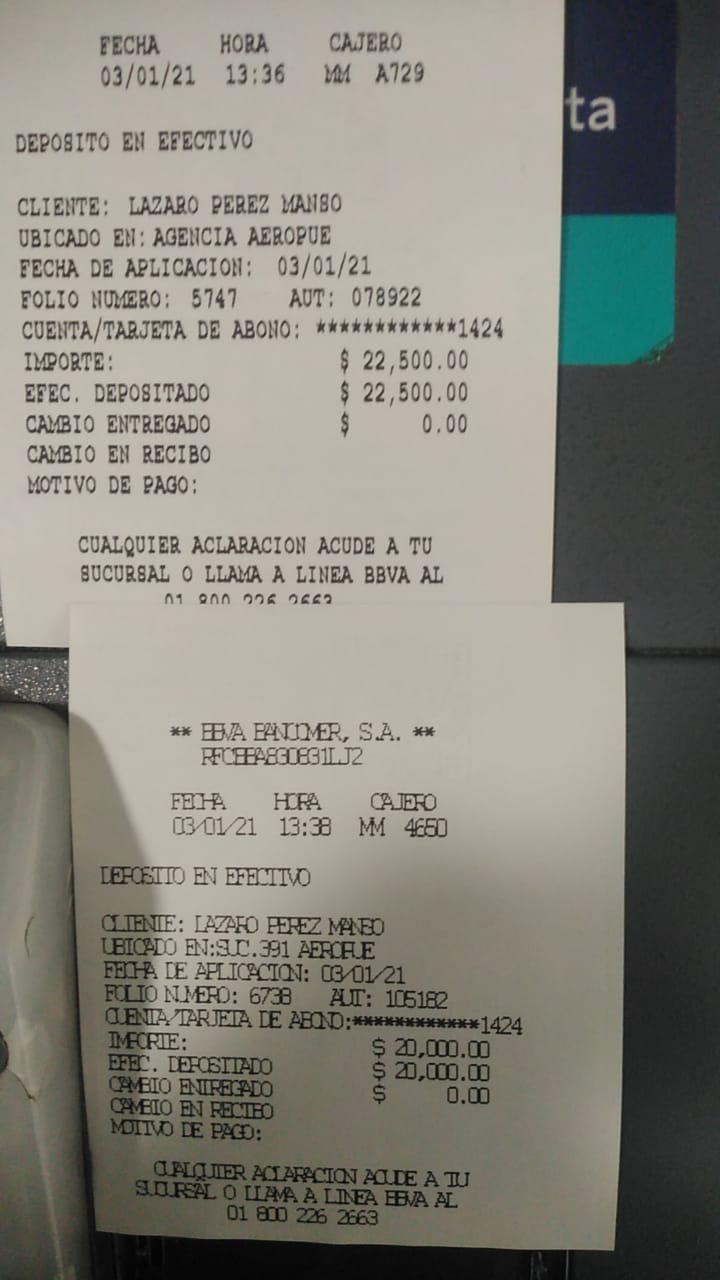 FECHA HORA CAJERO
03/01/21 13:36 MM A729
DEPOSITO EN EFECTIVO
CLIENTE: LAZARO PEREZ MANSO
UBICADO EN: AGENCIA AEROPUE
FECHA DE APLICACION: 03/01/21
FOLIO NUMERO: 5747 AUT: 078922
CUENTA/TARJETA DE ABONO: ************1424
IMPORTE: $ 22,500.00
EFEC. DEPOSITADO $ 22,500.00
CAMBIO ENTREGADO $ 0.00
CAMBIO EN RECIBO
MOTIVO DE PAGO:
CUALQUIER ACLARACION ACUDE A TU
SUCURSAL O LLAMA A LINEA BBVA AL
01 800 226 2663
ta
** BBVA BANCOMER, S.A. **
RFC:BBA830831LJ2
FECHA HORA CAJERO
03/01/21 13:38 MM 4650
DEPOSITO EN EFECTIVO
CLIENTE: LAZARO PEREZ MANSO
UBICADO EN:SUC.391 AEROPUE
FECHA DE APLICACION: 03/01/21
FOLIO NUMERO: 6738 AUT: 105182
CUENTA/TARJETA DE ABONO:************1424
IMPORTE: $ 20,000.00
EFEC. DEPOSITADO $ 20,000.00
CAMBIO ENTREGADO $ 0.00
CAMBIO EN RECIBO
MOTIVO DE PAGO:
CUALQUIER ACLARACION ACUDE A TU
SUCURSAL O LLAMA A LINEA BBVA AL
01 800 226 2663